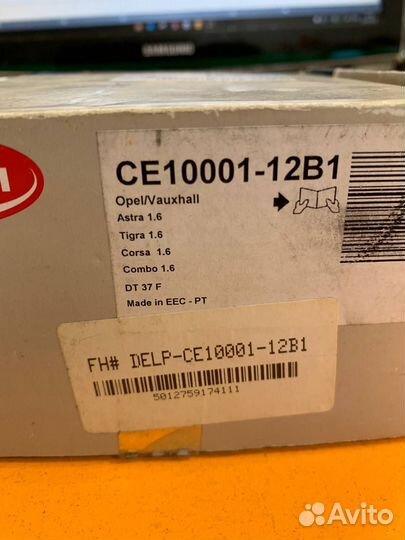 SAMSUNG
CE10001-12B1
Opel/Vauxhall
Astra 1.6
Tigra 1.6
Corsa 1.6
Combo 1.6
DT 37 F
Made in EEC - PT
FH# DELP-CE10001-12B1
5012759174111
Avito